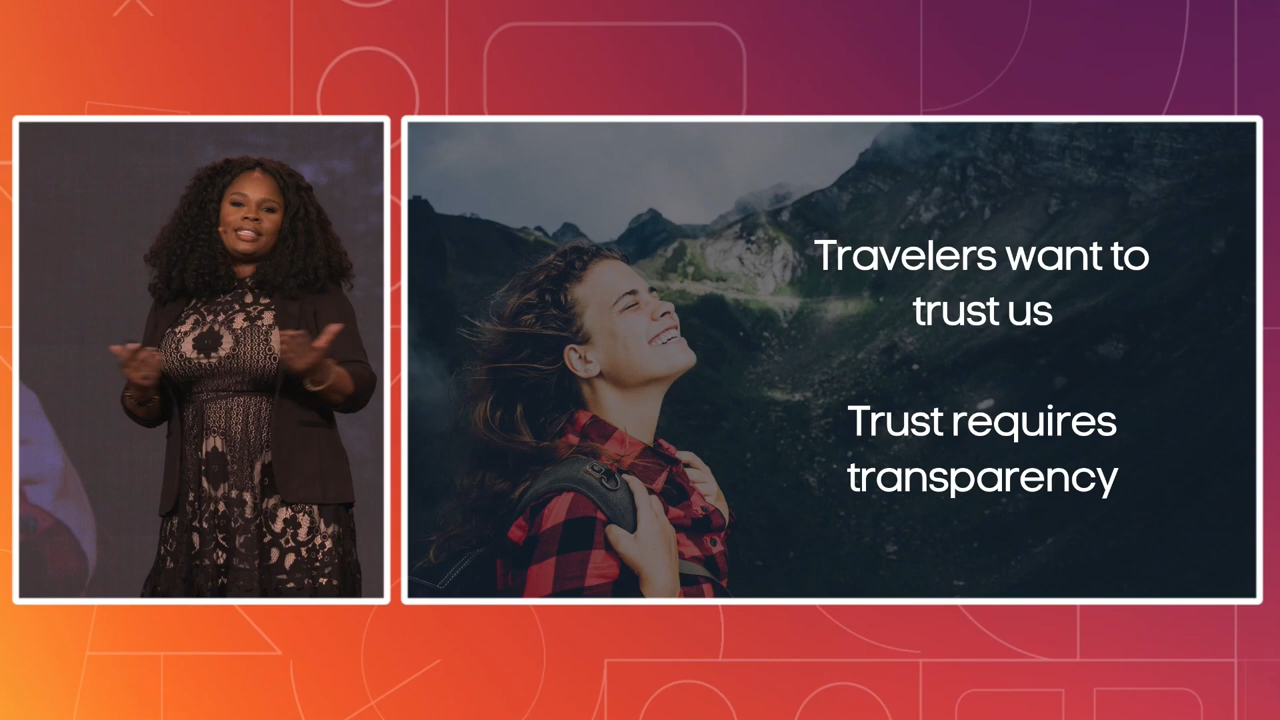 Travelers want to
trust us
Trust requires
transparency